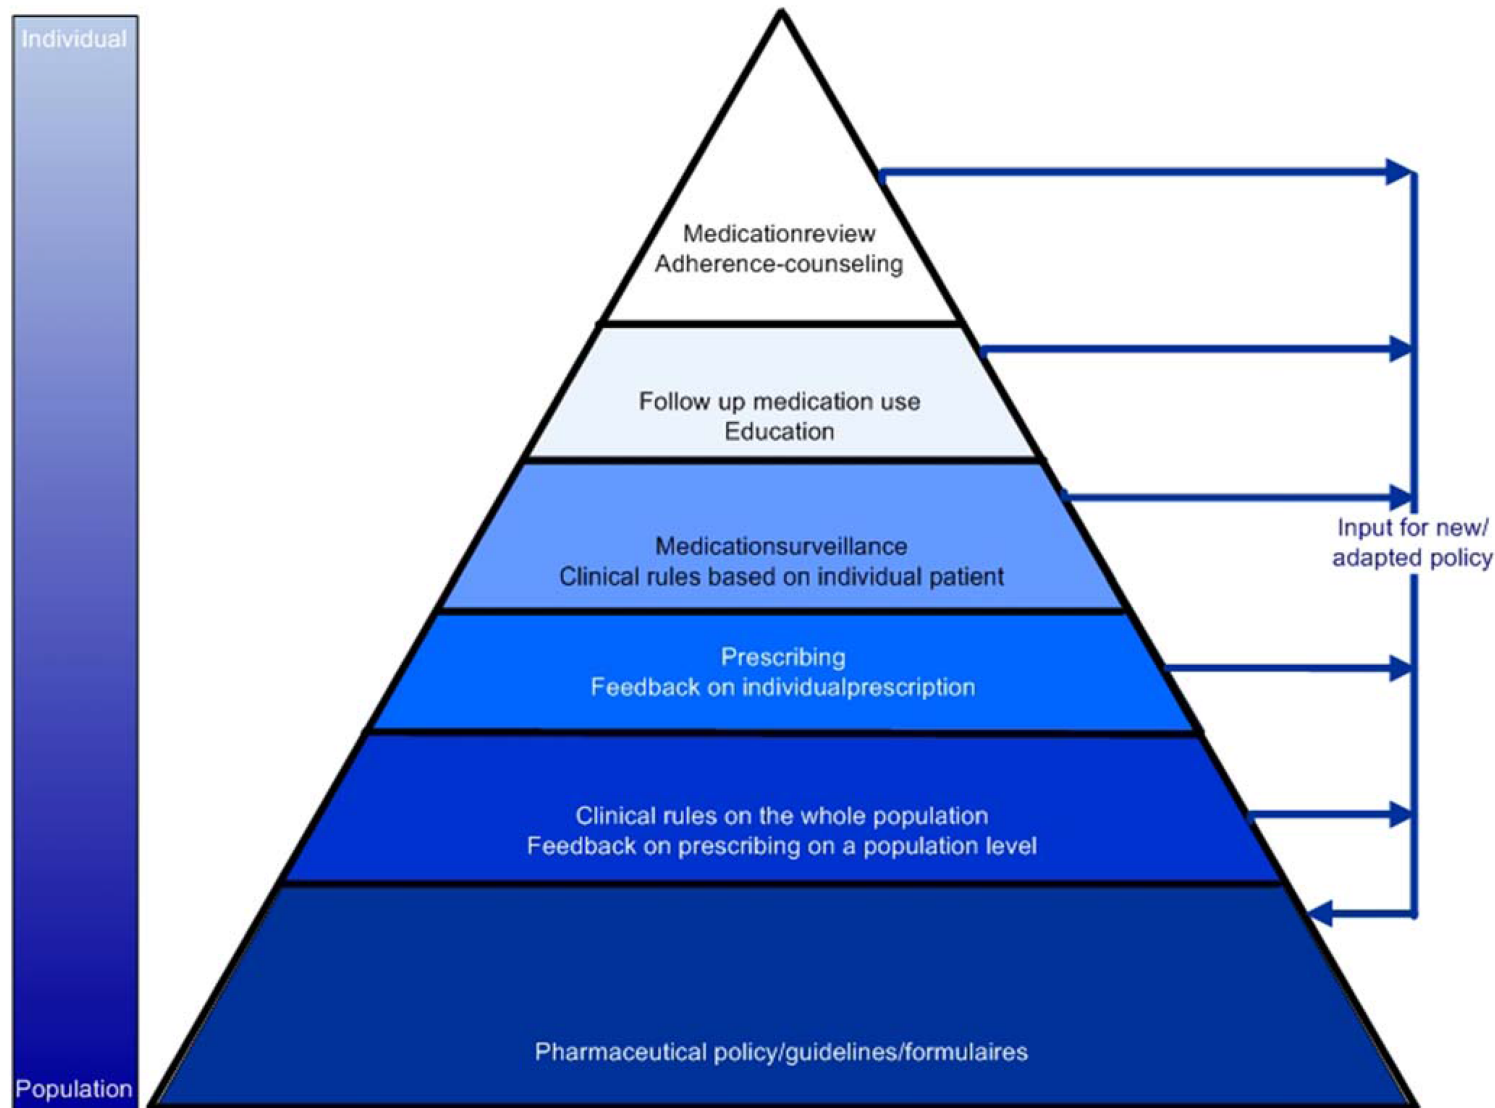 Individual
Medicationreview
Adherence-counseling
Follow up medication use
Education
Medicationsurveillance
Clinical rules based on individual patient
Input for new/
adapted policy
Prescribing
Feedback on individualprescription
Clinical rules on the whole population
Feedback on prescribing on a population level
Pharmaceutical policy/guidelines/formulaires
Population